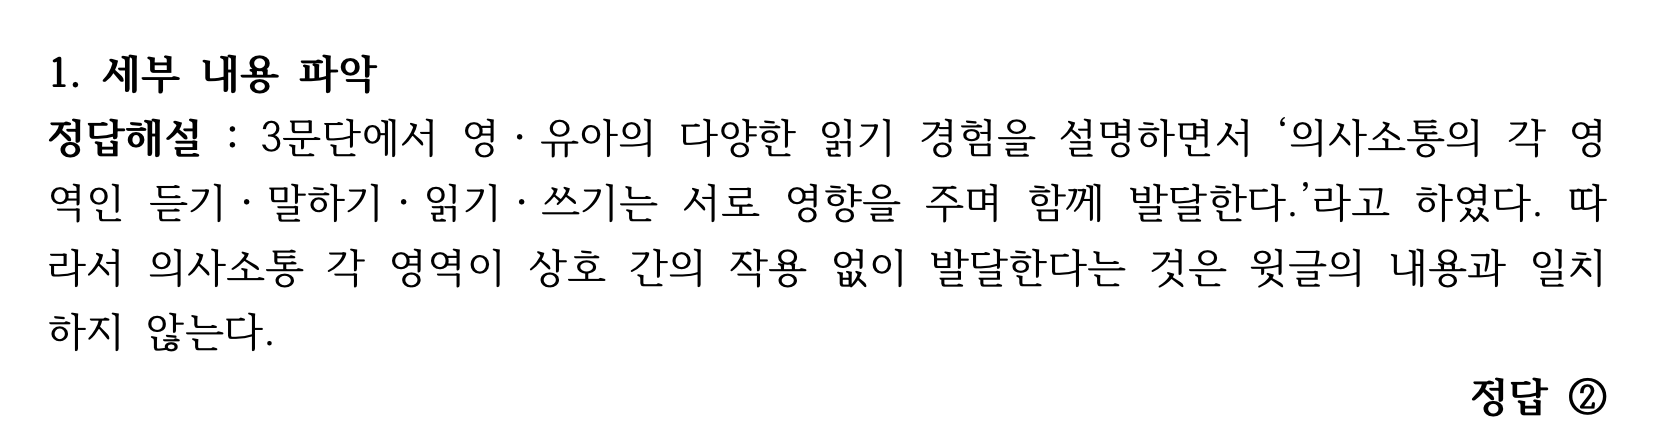 1. 세부 내용 파악
정답해설 : 3문단에서 영·유아의 다양한 읽기 경험을 설명하면서 ‘의사소통의 각 영
역인 듣기·말하기·읽기·쓰기는 서로 영향을 주며 함께 발달한다.’라고 하였다. 따
라서 의사소통 각 영역이 상호 간의 작용 없이 발달한다는 것은 윗글의 내용과 일치
하지 않는다.
정답 ②